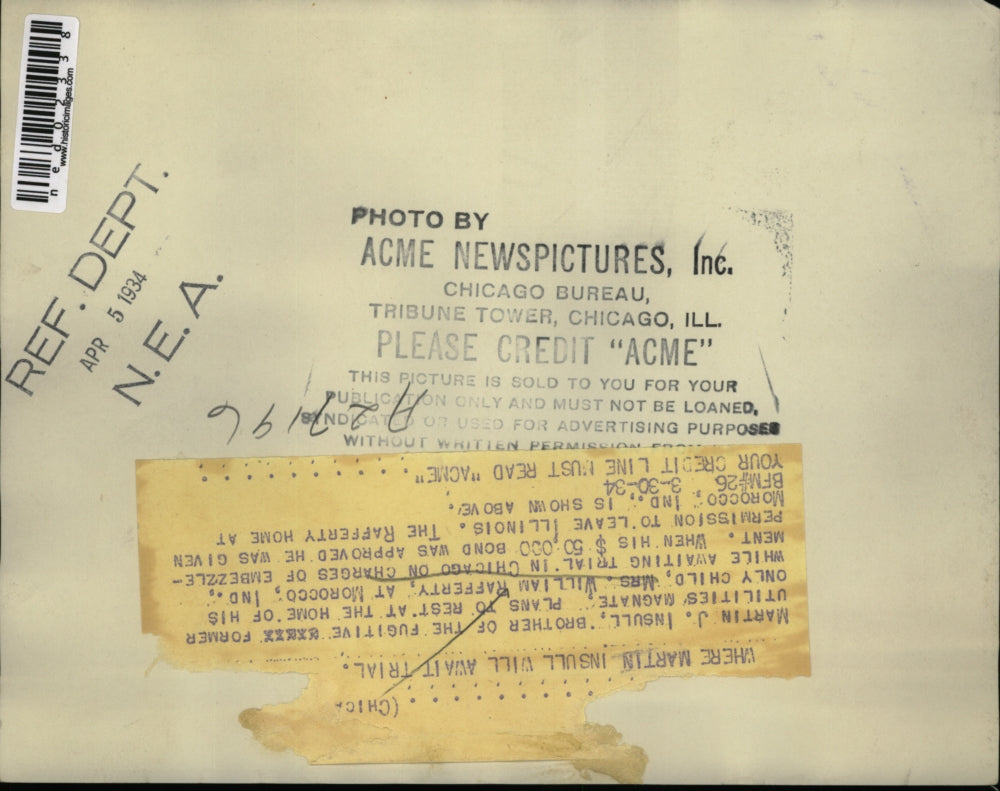 ned02338
www.historicimages.com
REF. DEPT.
APR 5 1934
N.E.A.
PHOTO BY
ACME NEWSPICTURES, Inc.
CHICAGO BUREAU,
TRIBUNE TOWER, CHICAGO, ILL.
PLEASE CREDIT "ACME"
THIS PICTURE IS SOLD TO YOU FOR YOUR
PUBLICATION ONLY AND MUST NOT BE LOANED,
SYNDICATED OR USED FOR ADVERTISING PURPOSES
WITHOUT WRITTEN PERMISSION FROM
A27196
(CHICA
WHERE MARTIN INSULL WILL AWAIT TRIAL.
MARTIN J. INSULL, BROTHER OF THE FUGITIVE FORMER
UTILITIES MAGNATE, PLANS TO REST AT THE HOME OF HIS
ONLY CHILD, MRS. WILLIAM RAFFERTY, AT MOROCCO, IND.,
WHILE AWAITING TRIAL IN CHICAGO ON CHARGES OF EMBEZZLE-
MENT. WHEN HIS $ 50,000 BOND WAS APPROVED HE WAS GIVEN
PERMISSION TO LEAVE ILLINOIS. THE RAFFERTY HOME AT
MOROCCO, IND., IS SHOWN ABOVE.
BFM#26 3-30-34
YOUR CREDIT LINE MUST READ "ACME"